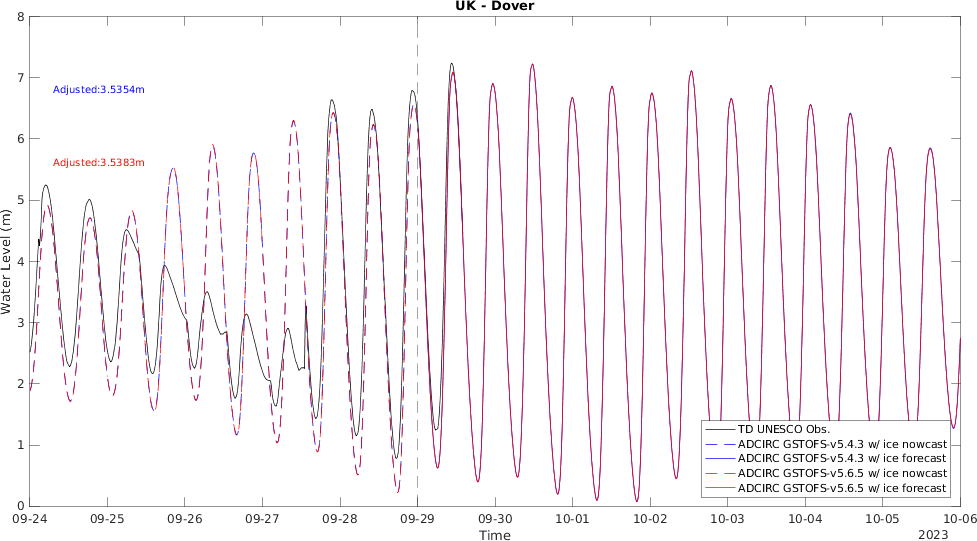 UK - Dover
8
7
6
5
4
3
2
1
0
Water Level (m)
Adjusted:3.5354m
Adjusted:3.5383m
TD UNESCO Obs.
ADCIRC GSTOFS-v5.4.3 w/ ice nowcast
ADCIRC GSTOFS-v5.4.3 w/ ice forecast
ADCIRC GSTOFS-v5.6.5 w/ ice nowcast
ADCIRC GSTOFS-v5.6.5 w/ ice forecast
09-24 09-25 09-26 09-27 09-28 09-29 09-30 10-01 10-02 10-03 10-04 10-05 10-06
Time
2023